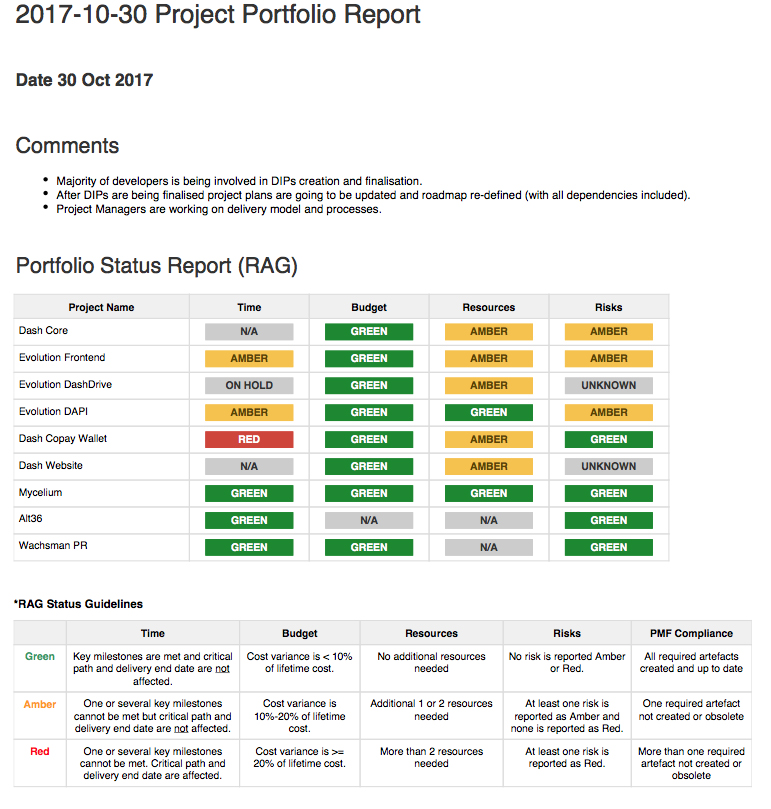 2017-10-30 Project Portfolio Report
Date 30 Oct 2017
Comments
• Majority of developers is being involved in DIPs creation and finalisation.
• After DIPs are being finalised project plans are going to be updated and roadmap re-defined (with all dependencies included).
• Project Managers are working on delivery model and processes.
Portfolio Status Report (RAG)
Project Name Time Budget Resources Risks
Dash Core N/A GREEN AMBER AMBER
Evolution Frontend AMBER GREEN AMBER AMBER
Evolution DashDrive ON HOLD GREEN AMBER UNKNOWN
Evolution DAPI AMBER GREEN GREEN AMBER
Dash Copay Wallet RED GREEN AMBER GREEN
Dash Website N/A GREEN AMBER UNKNOWN
Mycelium GREEN GREEN GREEN GREEN
Alt36 GREEN N/A N/A GREEN
Wachsman PR GREEN GREEN N/A GREEN
*RAG Status Guidelines
Time Budget Resources Risks PMF Compliance
Green Key milestones are met and critical Cost variance is < 10% No additional resources No risk is reported Amber All required artefacts
path and delivery end date are not of lifetime cost. needed or Red. created and up to date
affected.
Amber One or several key milestones Cost variance is Additional 1 or 2 resources At least one risk is One required artefact
cannot be met but critical path and 10%-20% of lifetime needed reported as Amber and not created or obsolete
delivery end date are not affected. cost. none is reported as Red.
Red One or several key milestones Cost variance is >= More than 2 resources At least one risk is More than one required
cannot be met. Critical path and 20% of lifetime cost. needed reported as Red. artefact not created or
delivery end date are affected. obsolete